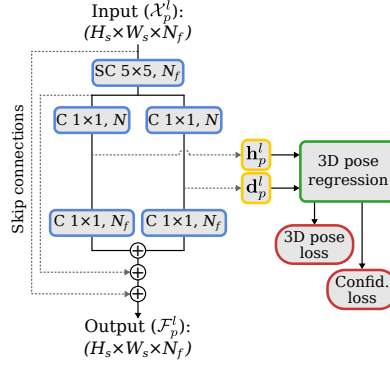 Input (𝒳ₚˡ):
(Hₛ×Wₛ×N_f)
SC 5×5, N_f
C 1×1, N
C 1×1, N
Skip connections
hₚˡ
dₚˡ
3D pose
regression
C 1×1, N_f
C 1×1, N_f
3D pose
loss
Confid.
loss
Output (ℱₚˡ):
(Hₛ×Wₛ×N_f)